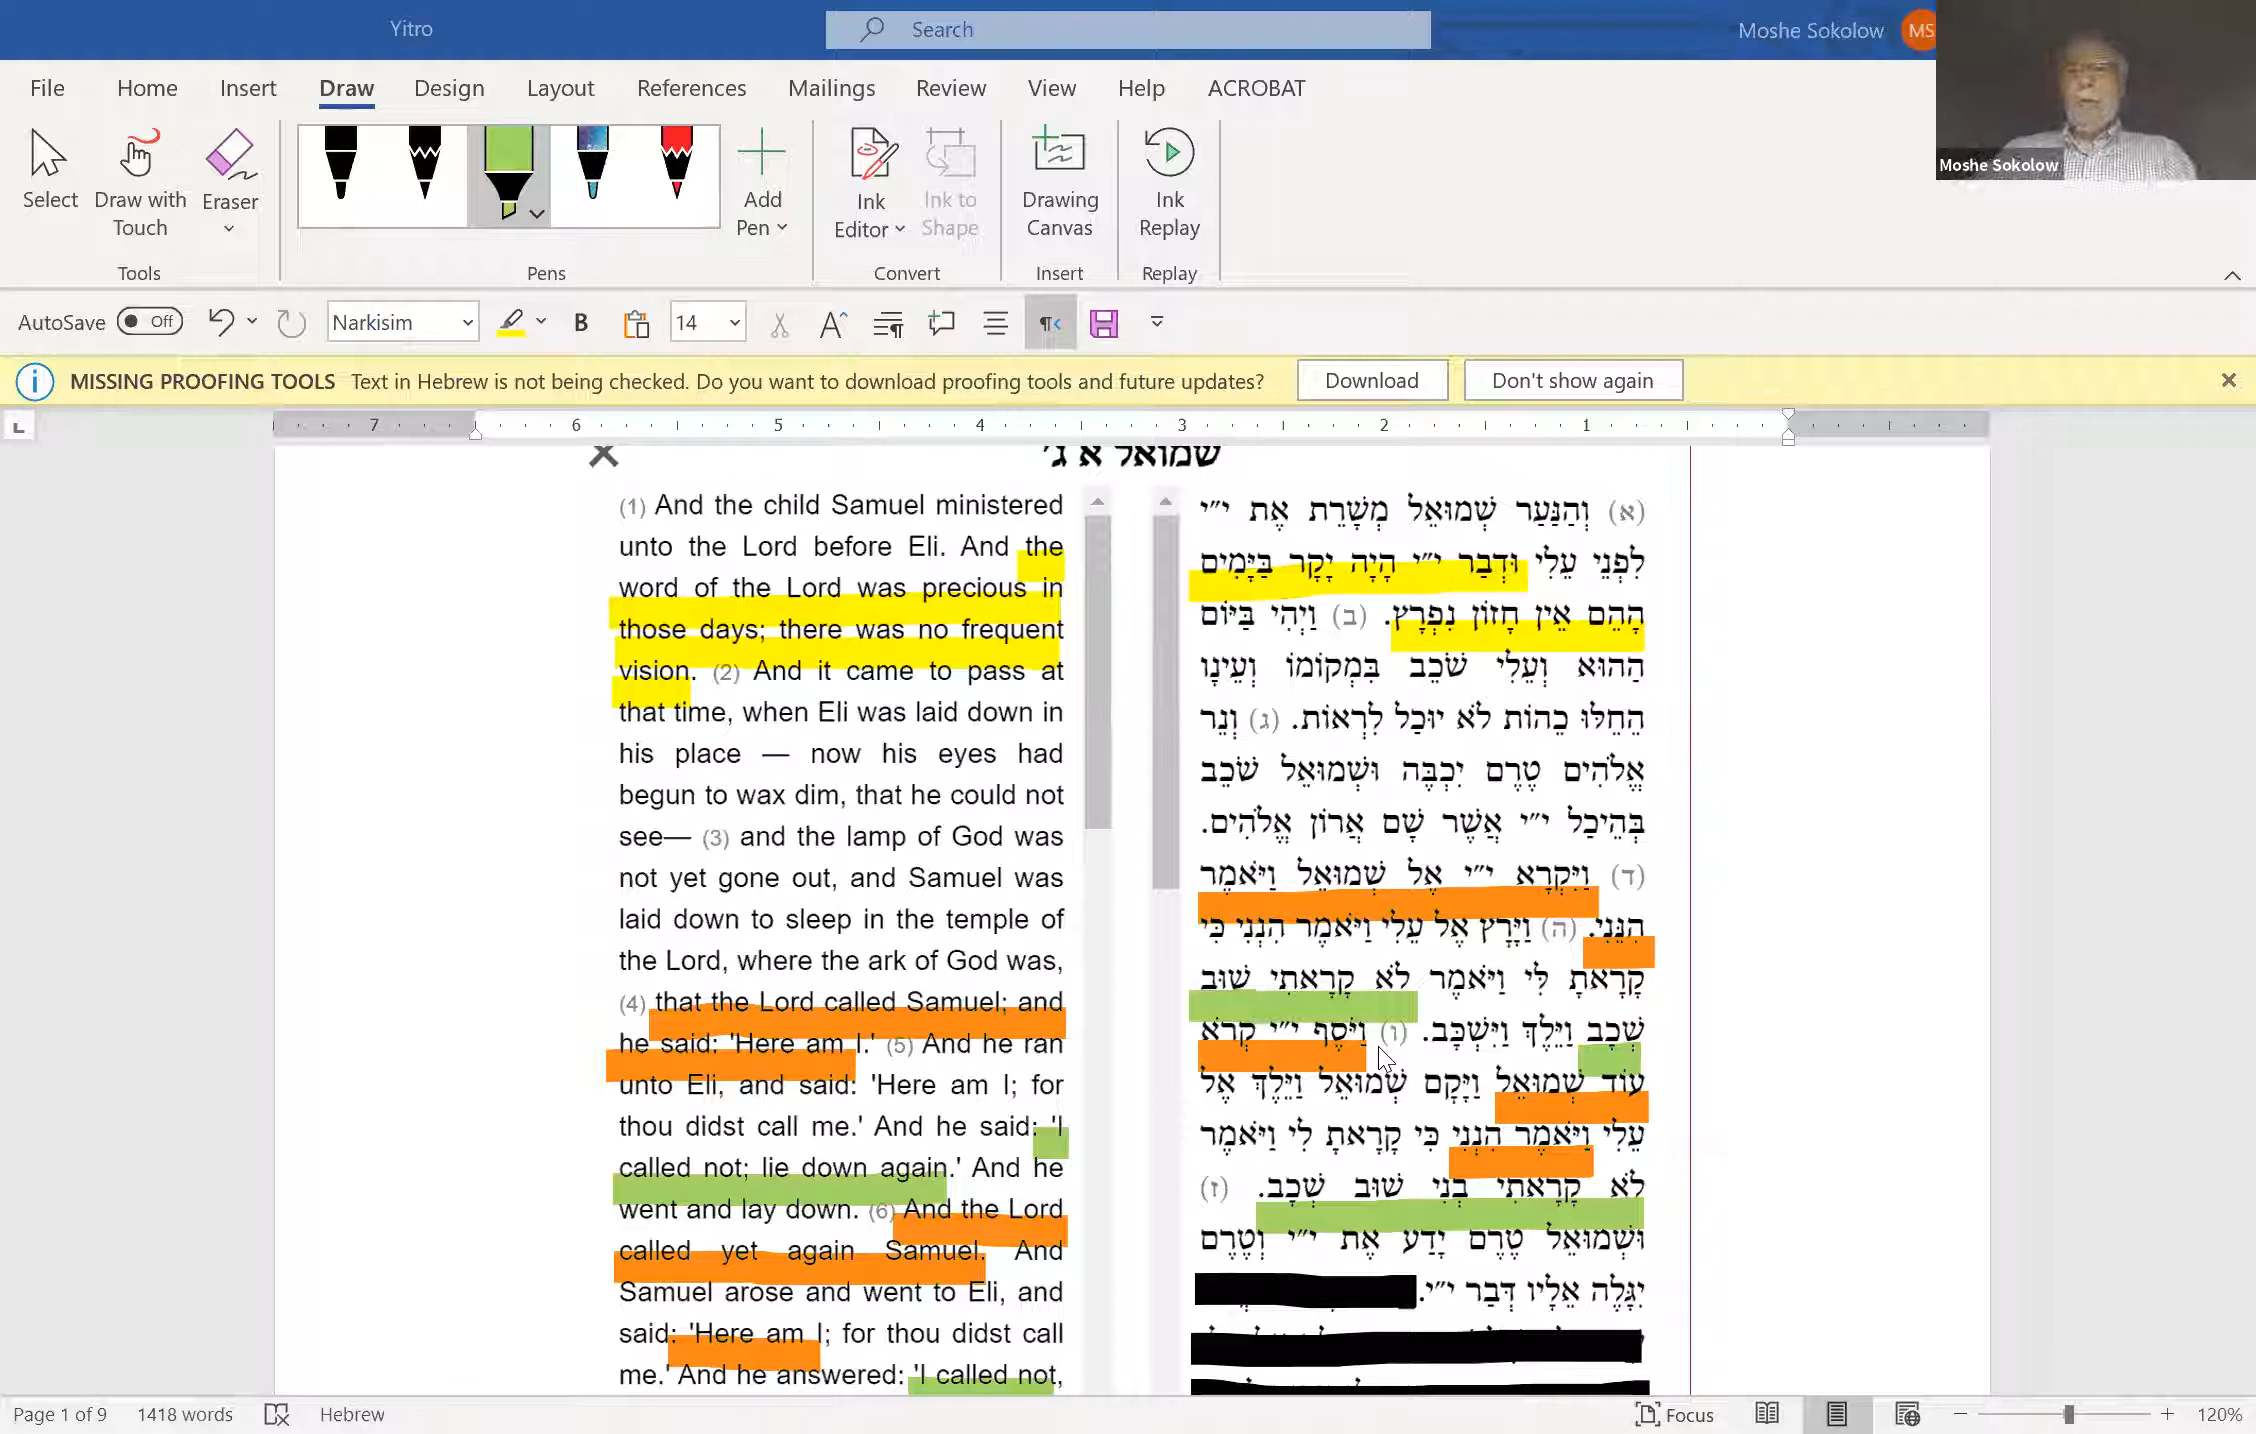 Yitro
Search
Moshe Sokolow
MS
Moshe Sokolow
File Home Insert Draw Design Layout References Mailings Review View Help ACROBAT
Select
Draw with Touch
Eraser
Add Pen
Ink Editor
Ink to Shape
Drawing Canvas
Ink Replay
Tools
Pens
Convert
Insert
Replay
AutoSave Off
Narkisim
B
14
MISSING PROOFING TOOLS Text in Hebrew is not being checked. Do you want to download proofing tools and future updates?
Download
Don't show again
7 6 5 4 3 2 1
שמואל א ג'
(1) And the child Samuel ministered
unto the Lord before Eli. And the
word of the Lord was precious in
those days; there was no frequent
vision. (2) And it came to pass at
that time, when Eli was laid down in
his place — now his eyes had
begun to wax dim, that he could not
see— (3) and the lamp of God was
not yet gone out, and Samuel was
laid down to sleep in the temple of
the Lord, where the ark of God was,
(4) that the Lord called Samuel; and
he said: 'Here am I.' (5) And he ran
unto Eli, and said: 'Here am I; for
thou didst call me.' And he said: 'I
called not; lie down again.' And he
went and lay down. (6) And the Lord
called yet again Samuel. And
Samuel arose and went to Eli, and
said: 'Here am I; for thou didst call
me.' And he answered: 'I called not,
(א) וְהַנַּעַר שְׁמוּאֵל מְשָׁרֵת אֶת י״י
לִפְנֵי עֵלִי וּדְבַר י״י הָיָה יָקָר בַּיָּמִים
הָהֵם אֵין חָזוֹן נִפְרָץ. (ב) וַיְהִי בַּיּוֹם
הַהוּא וְעֵלִי שֹׁכֵב בִּמְקוֹמוֹ וְעֵינָו
הֵחֵלּוּ כֵהוֹת לֹא יוּכַל לִרְאוֹת. (ג) וְנֵר
אֱלֹהִים טֶרֶם יִכְבֶּה וּשְׁמוּאֵל שֹׁכֵב
בְּהֵיכַל י״י אֲשֶׁר שָׁם אֲרוֹן אֱלֹהִים.
(ד) וַיִּקְרָא י״י אֶל שְׁמוּאֵל וַיֹּאמֶר
הִנֵּנִי. (ה) וַיָּרָץ אֶל עֵלִי וַיֹּאמֶר הִנְנִי כִּי
קָרָאתָ לִּי וַיֹּאמֶר לֹא קָרָאתִי שׁוּב
שְׁכָב וַיֵּלֶךְ וַיִּשְׁכָּב. (ו) וַיֹּסֶף י״י קְרֹא
עוֹד שְׁמוּאֵל וַיָּקָם שְׁמוּאֵל וַיֵּלֶךְ אֶל
עֵלִי וַיֹּאמֶר הִנְנִי כִּי קָרָאתָ לִי וַיֹּאמֶר
לֹא קָרָאתִי בְנִי שׁוּב שְׁכָב. (ז)
וּשְׁמוּאֵל טֶרֶם יָדַע אֶת י״י וְטֶרֶם
יִגָּלֶה אֵלָיו דְּבַר י״י.
Page 1 of 9 1418 words Hebrew Focus 120%